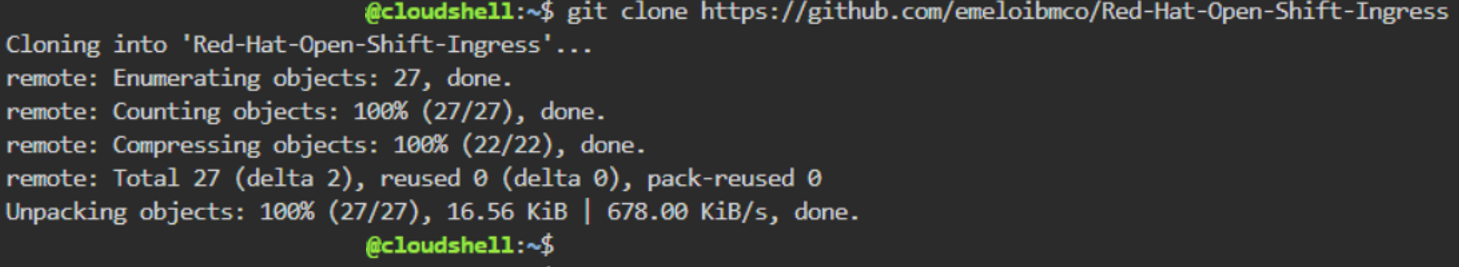 @cloudshell:~$ git clone https://github.com/emeloibmco/Red-Hat-Open-Shift-Ingress
Cloning into 'Red-Hat-Open-Shift-Ingress'...
remote: Enumerating objects: 27, done.
remote: Counting objects: 100% (27/27), done.
remote: Compressing objects: 100% (22/22), done.
remote: Total 27 (delta 2), reused 0 (delta 0), pack-reused 0
Unpacking objects: 100% (27/27), 16.56 KiB | 678.00 KiB/s, done.
@cloudshell:~$